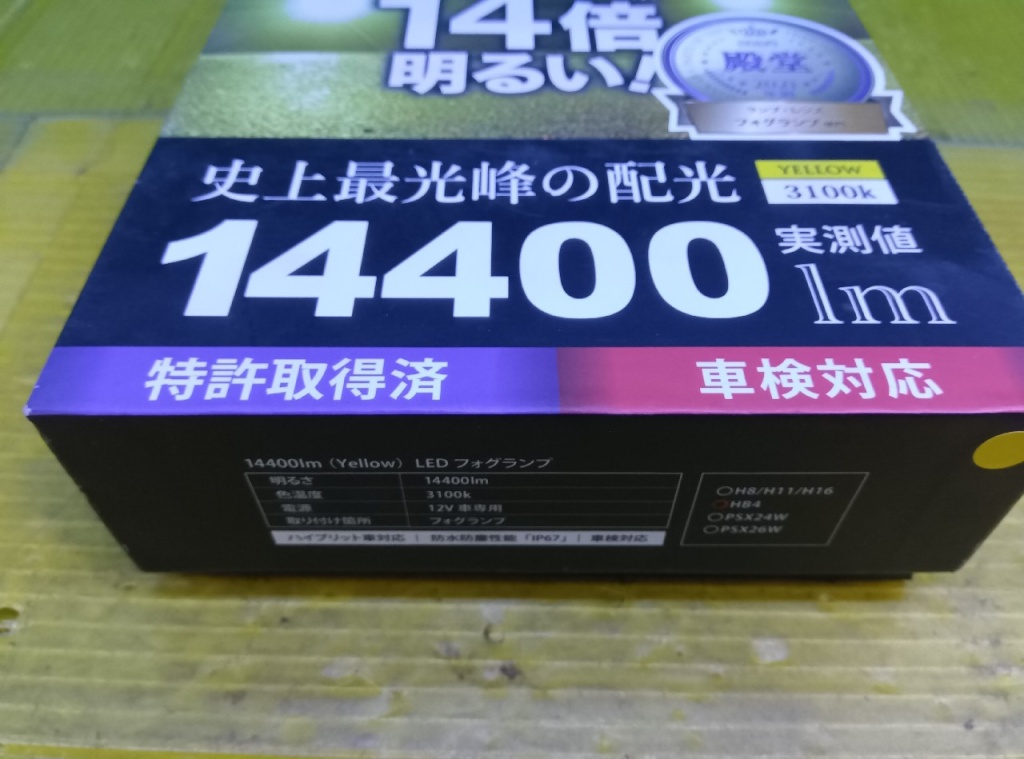 14倍
明るい!
殿堂
2021
フォグランプ 部門
史上最光峰の配光
YELLOW
3100k
14400
実測値
lm
特許取得済
車検対応
14400lm（Yellow） LED フォグランプ
明るさ 14400lm
色温度 3100k
電源 12V 車専用
取り付け箇所 フォグランプ
ハイブリット車対応 | 防水防塵性能「IP67」 | 車検対応
○H8/H11/H16
○HB4
○PSX24W
○PSX26W